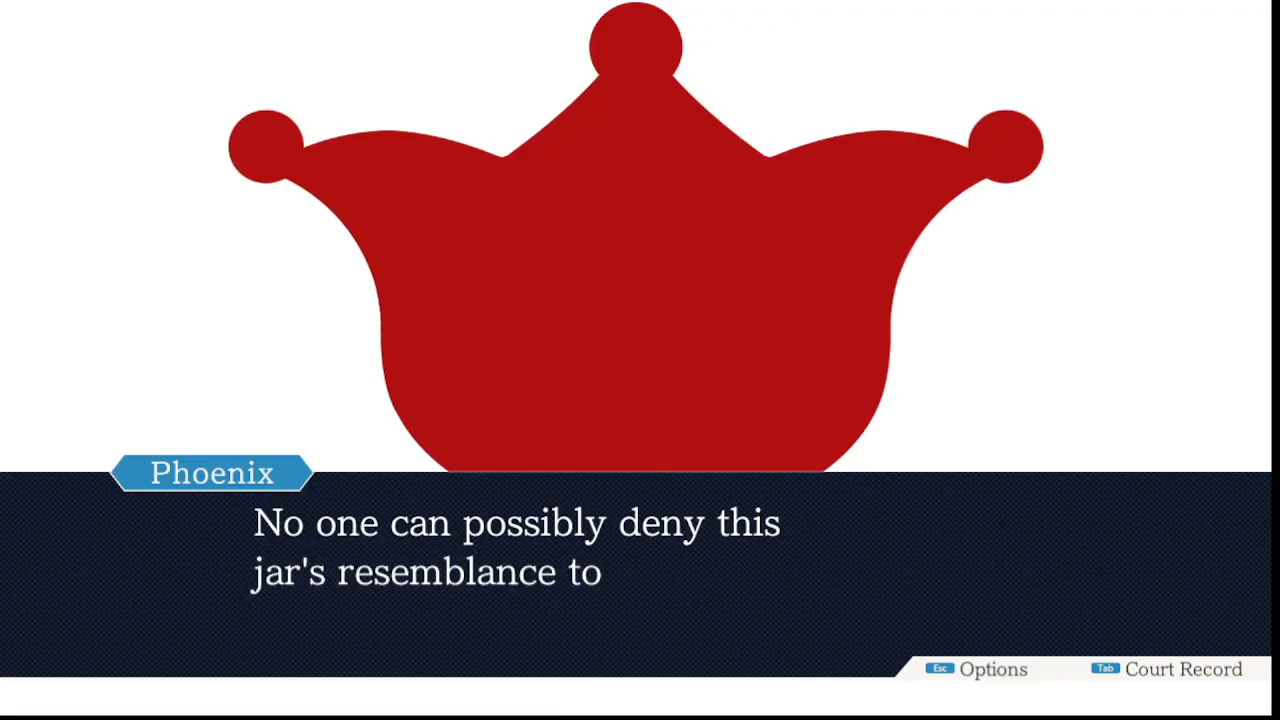 Phoenix
No one can possibly deny this
jar's resemblance to
Esc Options Tab Court Record